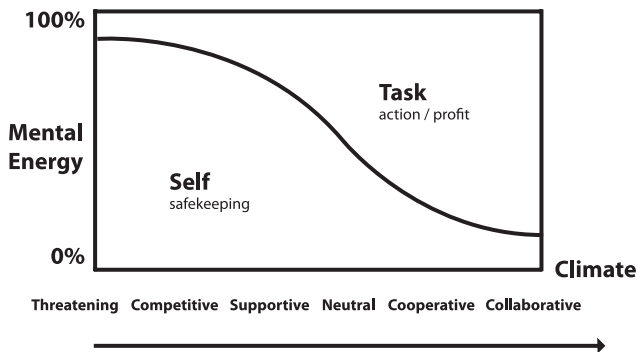 100%
Task
action / profit
Mental
Energy
Self
safekeeping
0%
Climate
Threatening Competitive Supportive Neutral Cooperative Collaborative